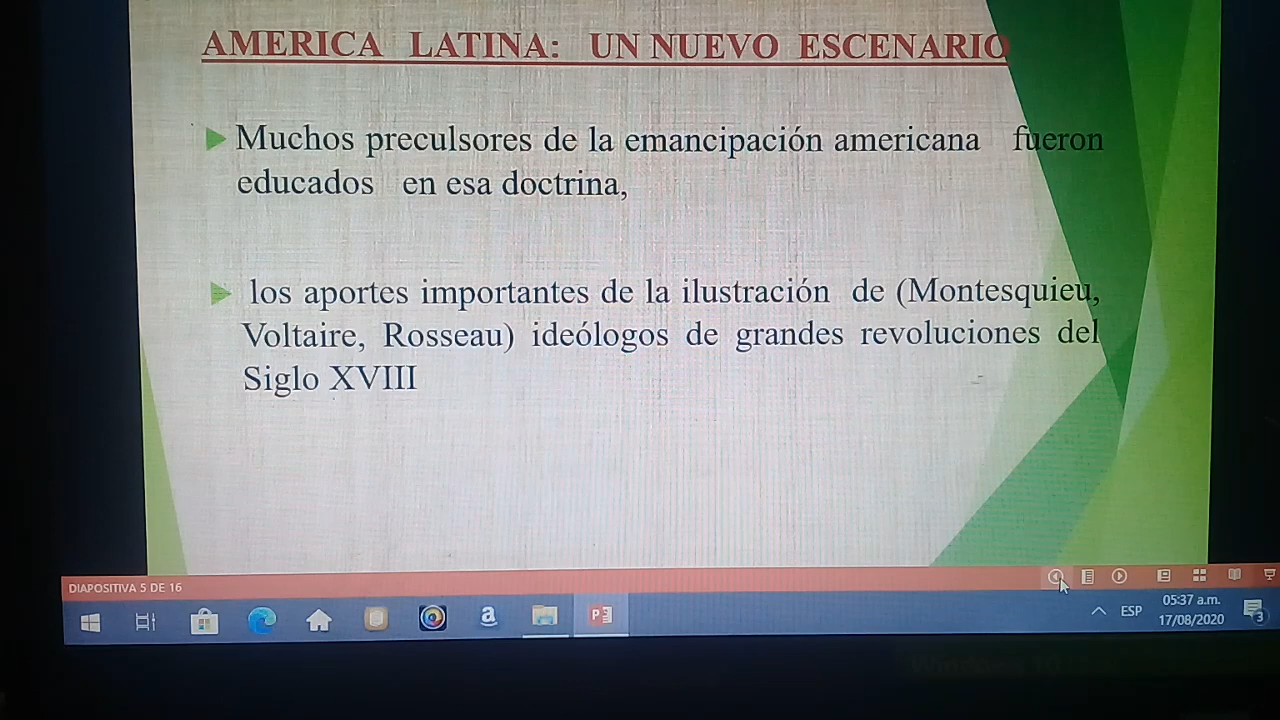 AMERICA LATINA: UN NUEVO ESCENARIO
Muchos preculsores de la emancipación americana fueron
educados en esa doctrina,
los aportes importantes de la ilustración de (Montesquieu,
Voltaire, Rosseau) ideólogos de grandes revoluciones del
Siglo XVIII
DIAPOSITIVA 5 DE 16
ESP
05:37 a.m.
17/08/2020
3